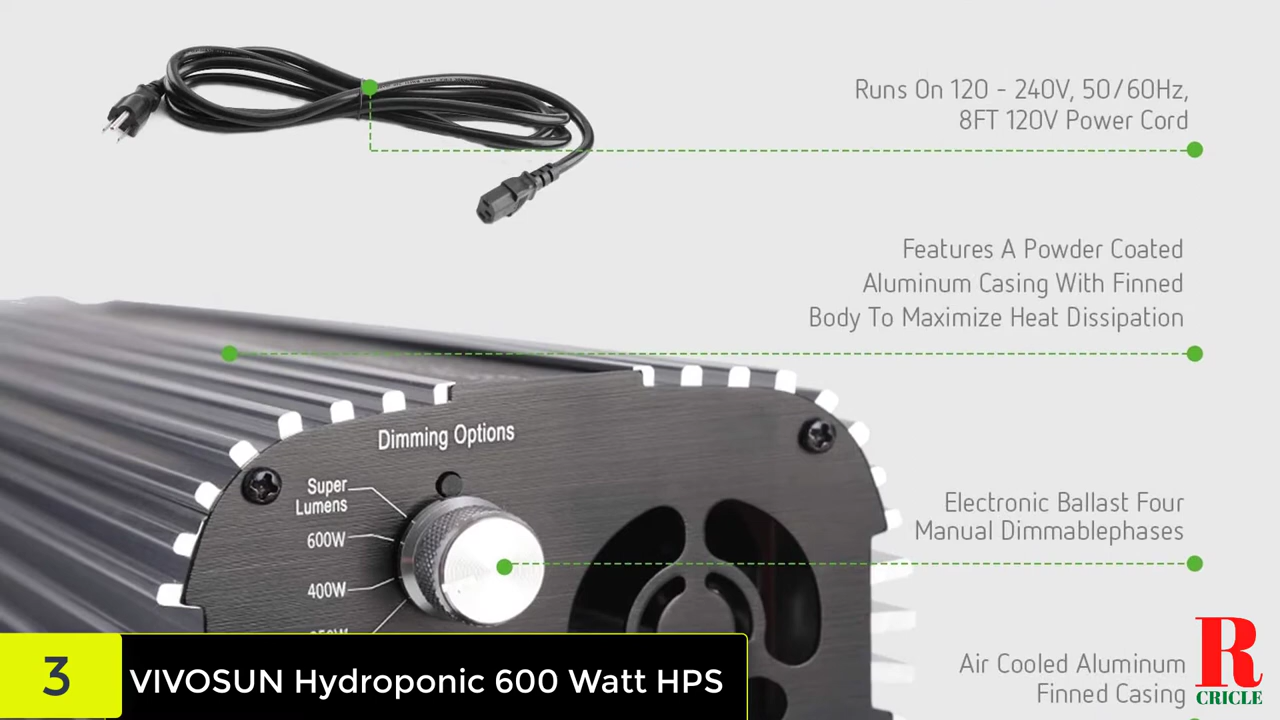 Runs On 120 - 240V, 50/60Hz,
8FT 120V Power Cord
Features A Powder Coated
Aluminum Casing With Finned
Body To Maximize Heat Dissipation
Dimming Options
Super
Lumens
600W
400W
Electronic Ballast Four
Manual Dimmablephases
Air Cooled Aluminum
Finned Casing
3
VIVOSUN Hydroponic 600 Watt HPS
R
CRICLE